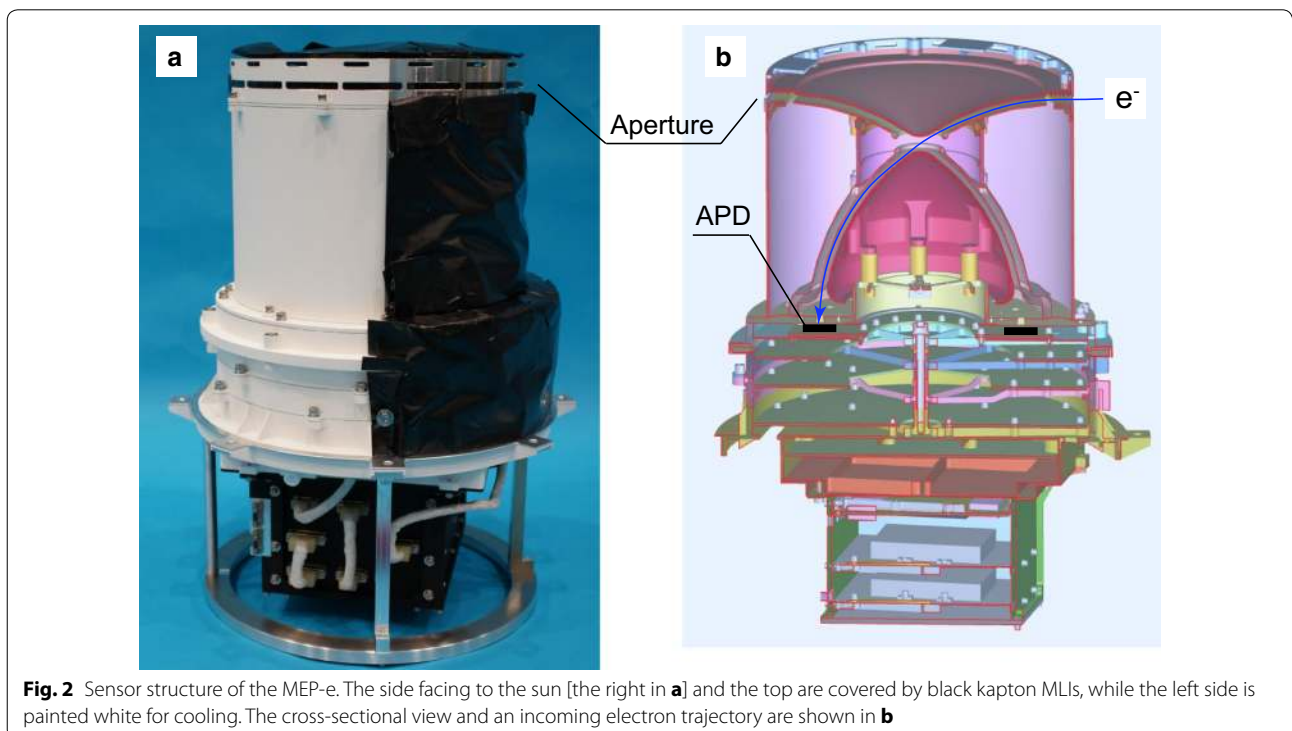 a
b
e-
Aperture
APD
Fig. 2 Sensor structure of the MEP-e. The side facing to the sun [the right in a] and the top are covered by black kapton MLIs, while the left side is
painted white for cooling. The cross-sectional view and an incoming electron trajectory are shown in b